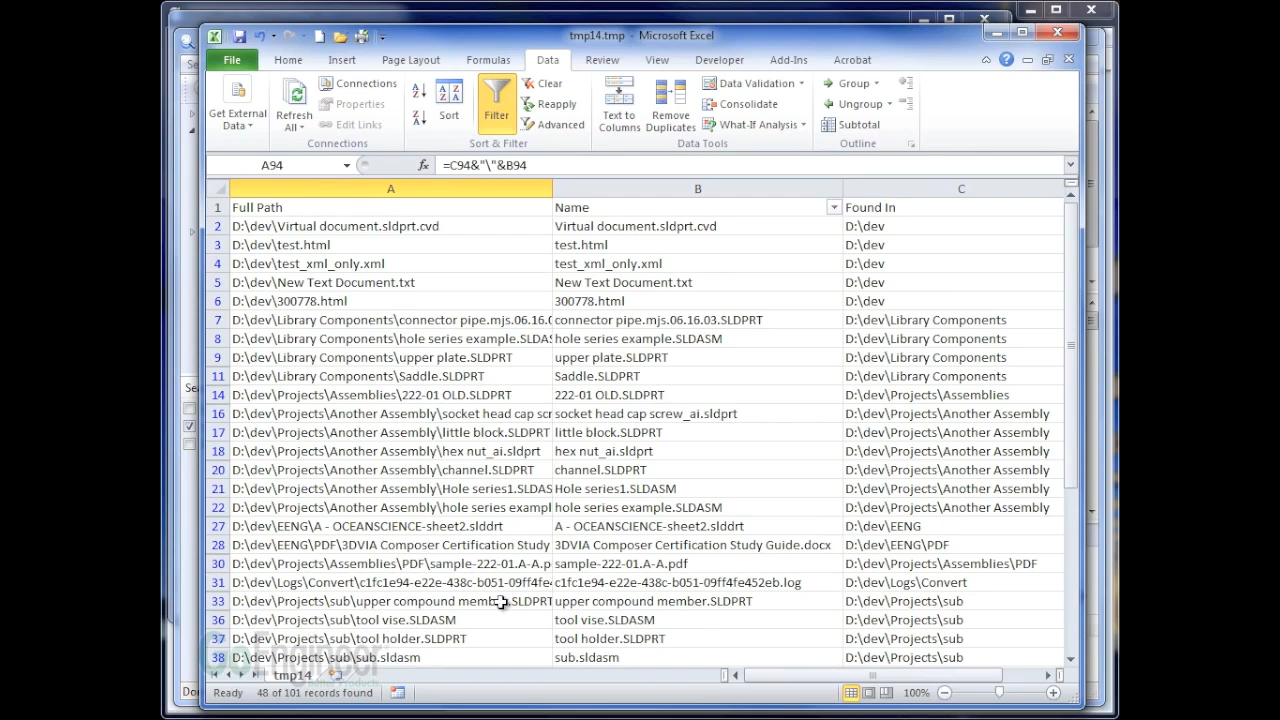 tmp14.tmp - Microsoft Excel
File Home Insert Page Layout Formulas Data Review View Developer Add-Ins Acrobat
Get External Data
Refresh All
Connections
Properties
Edit Links
Connections
Sort
Filter
Clear
Reapply
Advanced
Sort & Filter
Text to Columns
Remove Duplicates
Data Validation
Consolidate
What-If Analysis
Data Tools
Group
Ungroup
Subtotal
Outline
A94 fx =C94&"\"&B94
A B C
1 Full Path Name Found In
2 D:\dev\Virtual document.sldprt.cvd Virtual document.sldprt.cvd D:\dev
3 D:\dev\test.html test.html D:\dev
4 D:\dev\test_xml_only.xml test_xml_only.xml D:\dev
5 D:\dev\New Text Document.txt New Text Document.txt D:\dev
6 D:\dev\300778.html 300778.html D:\dev
7 D:\dev\Library Components\connector pipe.mjs.06.16.0 connector pipe.mjs.06.16.03.SLDPRT D:\dev\Library Components
8 D:\dev\Library Components\hole series example.SLDAS hole series example.SLDASM D:\dev\Library Components
9 D:\dev\Library Components\upper plate.SLDPRT upper plate.SLDPRT D:\dev\Library Components
11 D:\dev\Library Components\Saddle.SLDPRT Saddle.SLDPRT D:\dev\Library Components
14 D:\dev\Projects\Assemblies\222-01 OLD.SLDPRT 222-01 OLD.SLDPRT D:\dev\Projects\Assemblies
16 D:\dev\Projects\Another Assembly\socket head cap scr socket head cap screw_ai.sldprt D:\dev\Projects\Another Assembly
17 D:\dev\Projects\Another Assembly\little block.SLDPRT little block.SLDPRT D:\dev\Projects\Another Assembly
18 D:\dev\Projects\Another Assembly\hex nut_ai.sldprt hex nut_ai.sldprt D:\dev\Projects\Another Assembly
20 D:\dev\Projects\Another Assembly\channel.SLDPRT channel.SLDPRT D:\dev\Projects\Another Assembly
21 D:\dev\Projects\Another Assembly\Hole series1.SLDAS Hole series1.SLDASM D:\dev\Projects\Another Assembly
22 D:\dev\Projects\Another Assembly\hole series exampl hole series example.SLDASM D:\dev\Projects\Another Assembly
27 D:\dev\EENG\A - OCEANSCIENCE-sheet2.slddrt A - OCEANSCIENCE-sheet2.slddrt D:\dev\EENG
28 D:\dev\EENG\PDF\3DVIA Composer Certification Study 3DVIA Composer Certification Study Guide.docx D:\dev\EENG\PDF
30 D:\dev\Projects\Assemblies\PDF\sample-222-01.A-A.p sample-222-01.A-A.pdf D:\dev\Projects\Assemblies\PDF
31 D:\dev\Logs\Convert\c1fc1e94-e22e-438c-b051-09ff4fe4 c1fc1e94-e22e-438c-b051-09ff4fe452eb.log D:\dev\Logs\Convert
33 D:\dev\Projects\sub\upper compound member.SLDPRT upper compound member.SLDPRT D:\dev\Projects\sub
36 D:\dev\Projects\sub\tool vise.SLDASM tool vise.SLDASM D:\dev\Projects\sub
37 D:\dev\Projects\sub\tool holder.SLDPRT tool holder.SLDPRT D:\dev\Projects\sub
38 D:\dev\Projects\sub\sub.sldasm sub.sldasm D:\dev\Projects\sub
GoEngineer
tmp14
Ready 48 of 101 records found 100%